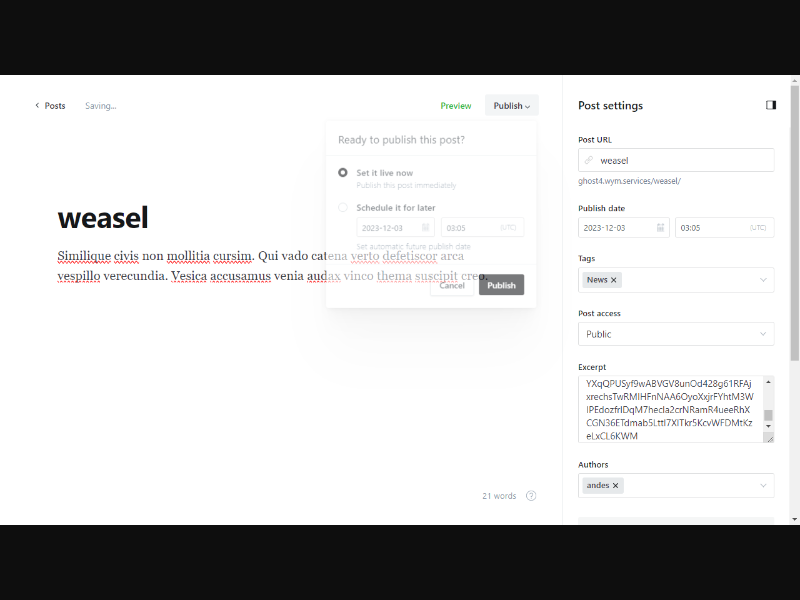 Posts
Saving...
Preview
Publish
weasel
Similique civis non mollitia cursim. Qui vado catena verto defetiscor arca
vespillo verecundia. Vesica accusamus venia audax vinco thema suscipit creo.
Ready to publish this post?
Set it live now
Publish this post immediately
Schedule it for later
2023-12-03
03:05
(UTC)
Set automatic future publish date
Cancel
Publish
21 words
?
Post settings
Post URL
weasel
ghost4.wym.services/weasel/
Publish date
2023-12-03
03:05
(UTC)
Tags
News
Post access
Public
Excerpt
YXqQPUSyf9wABVGV8unOd428g61RFAj
xrechsTwRMIHFnNAA6OyoXxjrFYhtM3W
Authors
andes